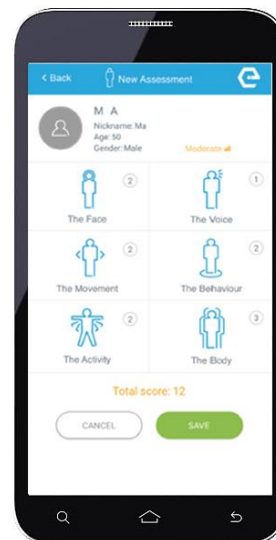 < Back New Assessment
M A
Nickname: Ma
Age: 50
Gender: Male
Moderate
2
The Face
1
The Voice
2
The Movement
2
The Behaviour
2
The Activity
3
The Body
Total score: 12
CANCEL SAVE